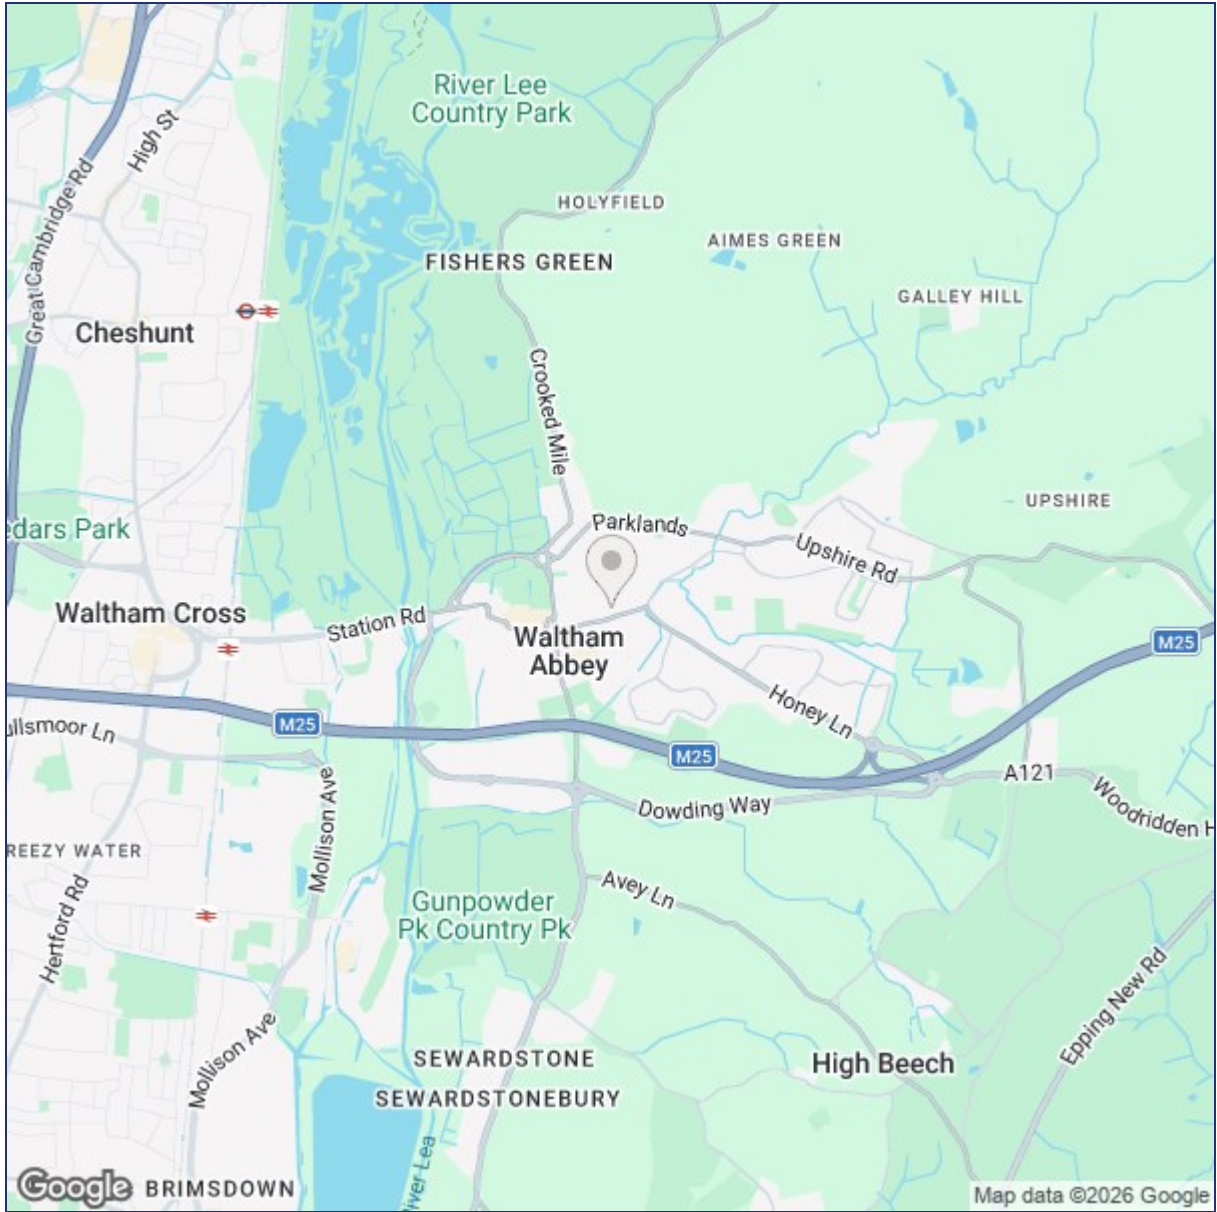 River Lee
Country Park
High St
Great Cambridge Rd
HOLYFIELD
AIMES GREEN
FISHERS GREEN
GALLEY HILL
Cheshunt
Crooked Mile
UPSHIRE
Parklands
edars Park
Upshire Rd
Waltham Cross
Station Rd
Waltham
Abbey
M25
Honey Ln
M25
ullsmoor Ln
M25
A121
Dowding Way
Woodridden H
Mollison Ave
REEZY WATER
Hertford Rd
Avey Ln
Gunpowder
Pk Country Pk
Epping New Rd
Mollison Ave
SEWARDSTONE
High Beech
SEWARDSTONEBURY
River Lea
Google
BRIMSDOWN
Map data ©2026 Google